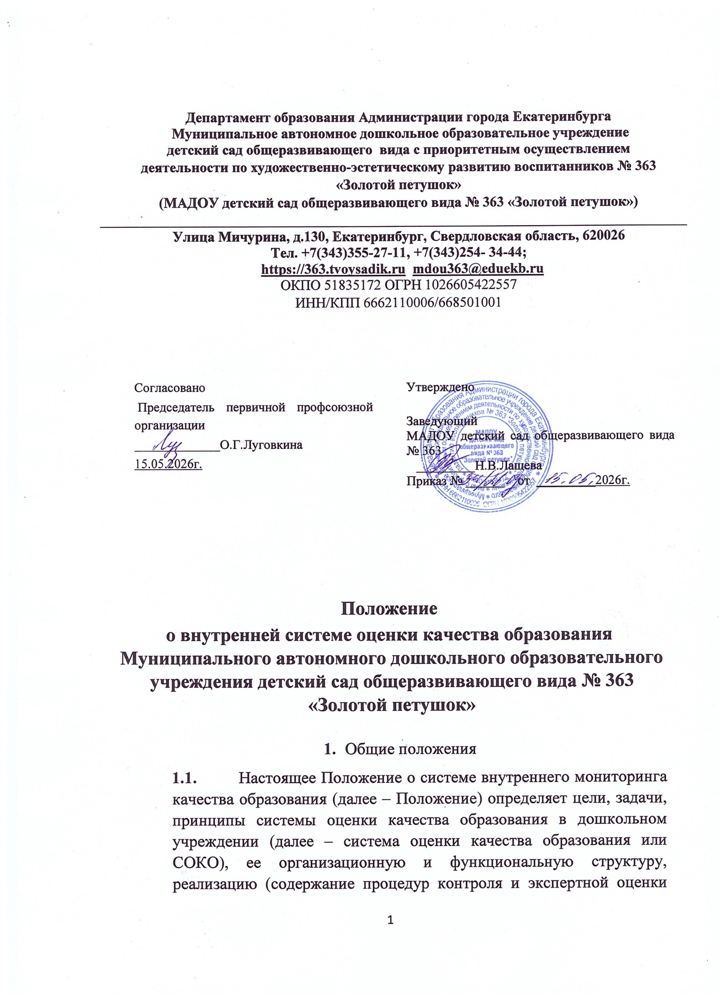 Департамент образования Администрации города Екатеринбурга
Муниципальное автономное дошкольное образовательное учреждение
детский сад общеразвивающего вида с приоритетным осуществлением
деятельности по художественно-эстетическому развитию воспитанников № 363
«Золотой петушок»
(МАДОУ детский сад общеразвивающего вида № 363 «Золотой петушок»)
Улица Мичурина, д.130, Екатеринбург, Свердловская область, 620026
Тел. +7(343)355-27-11, +7(343)254- 34-44;
https://363.tvoysadik.ru mdou363@eduekb.ru
ОКПО 51835172 ОГРН 1026605422557
ИНН/КПП 6662110006/668501001
Согласовано
Председатель первичной профсоюзной
организации
О.Г.Луговкина
15.05.2026г.
Утверждено
Заведующий
МАДОУ детский сад общеразвивающего вида
№ 363
Н.В.Лащева
Приказ № от 15.05.2026г.
МАДОУ
детский сад
общеразвивающего
вида № 363
"Золотой петушок"
Положение
о внутренней системе оценки качества образования
Муниципального автономного дошкольного образовательного
учреждения детский сад общеразвивающего вида № 363
«Золотой петушок»
1. Общие положения
1.1. Настоящее Положение о системе внутреннего мониторинга
качества образования (далее – Положение) определяет цели, задачи,
принципы системы оценки качества образования в дошкольном
учреждении (далее – система оценки качества образования или
СОКО), ее организационную и функциональную структуру,
реализацию (содержание процедур контроля и экспертной оценки
1